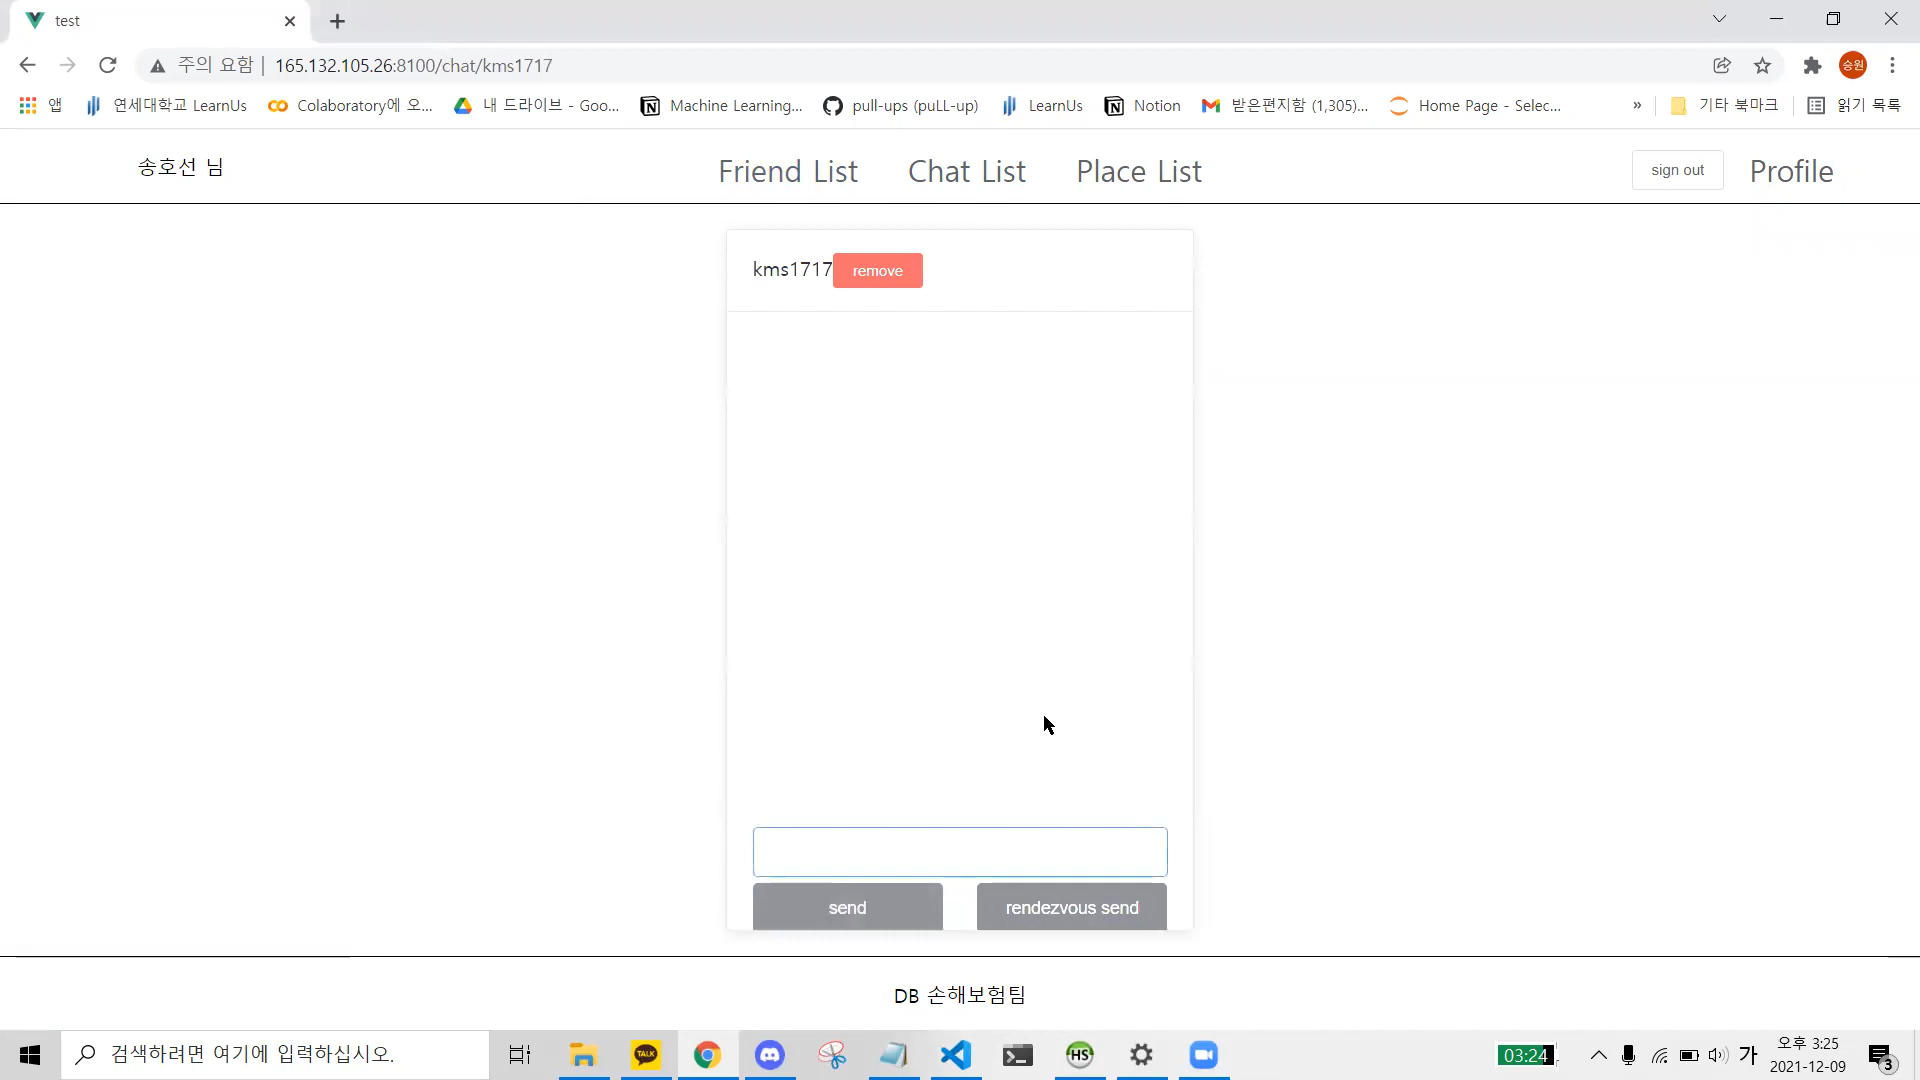 test
주의 요함 | 165.132.105.26:8100/chat/kms1717
승원
앱
연세대학교 LearnUs
Colaboratory에 오...
내 드라이브 - Goo...
Machine Learning...
pull-ups (puLL-up)
LearnUs
Notion
받은편지함 (1,305)...
Home Page - Selec...
»
기타 북마크
읽기 목록
송호선 님
Friend List
Chat List
Place List
sign out
Profile
kms1717
remove
send
rendezvous send
DB 손해보험팀
검색하려면 여기에 입력하십시오.
TALK
HS
03:24
가
오후 3:25
2021-12-09
3